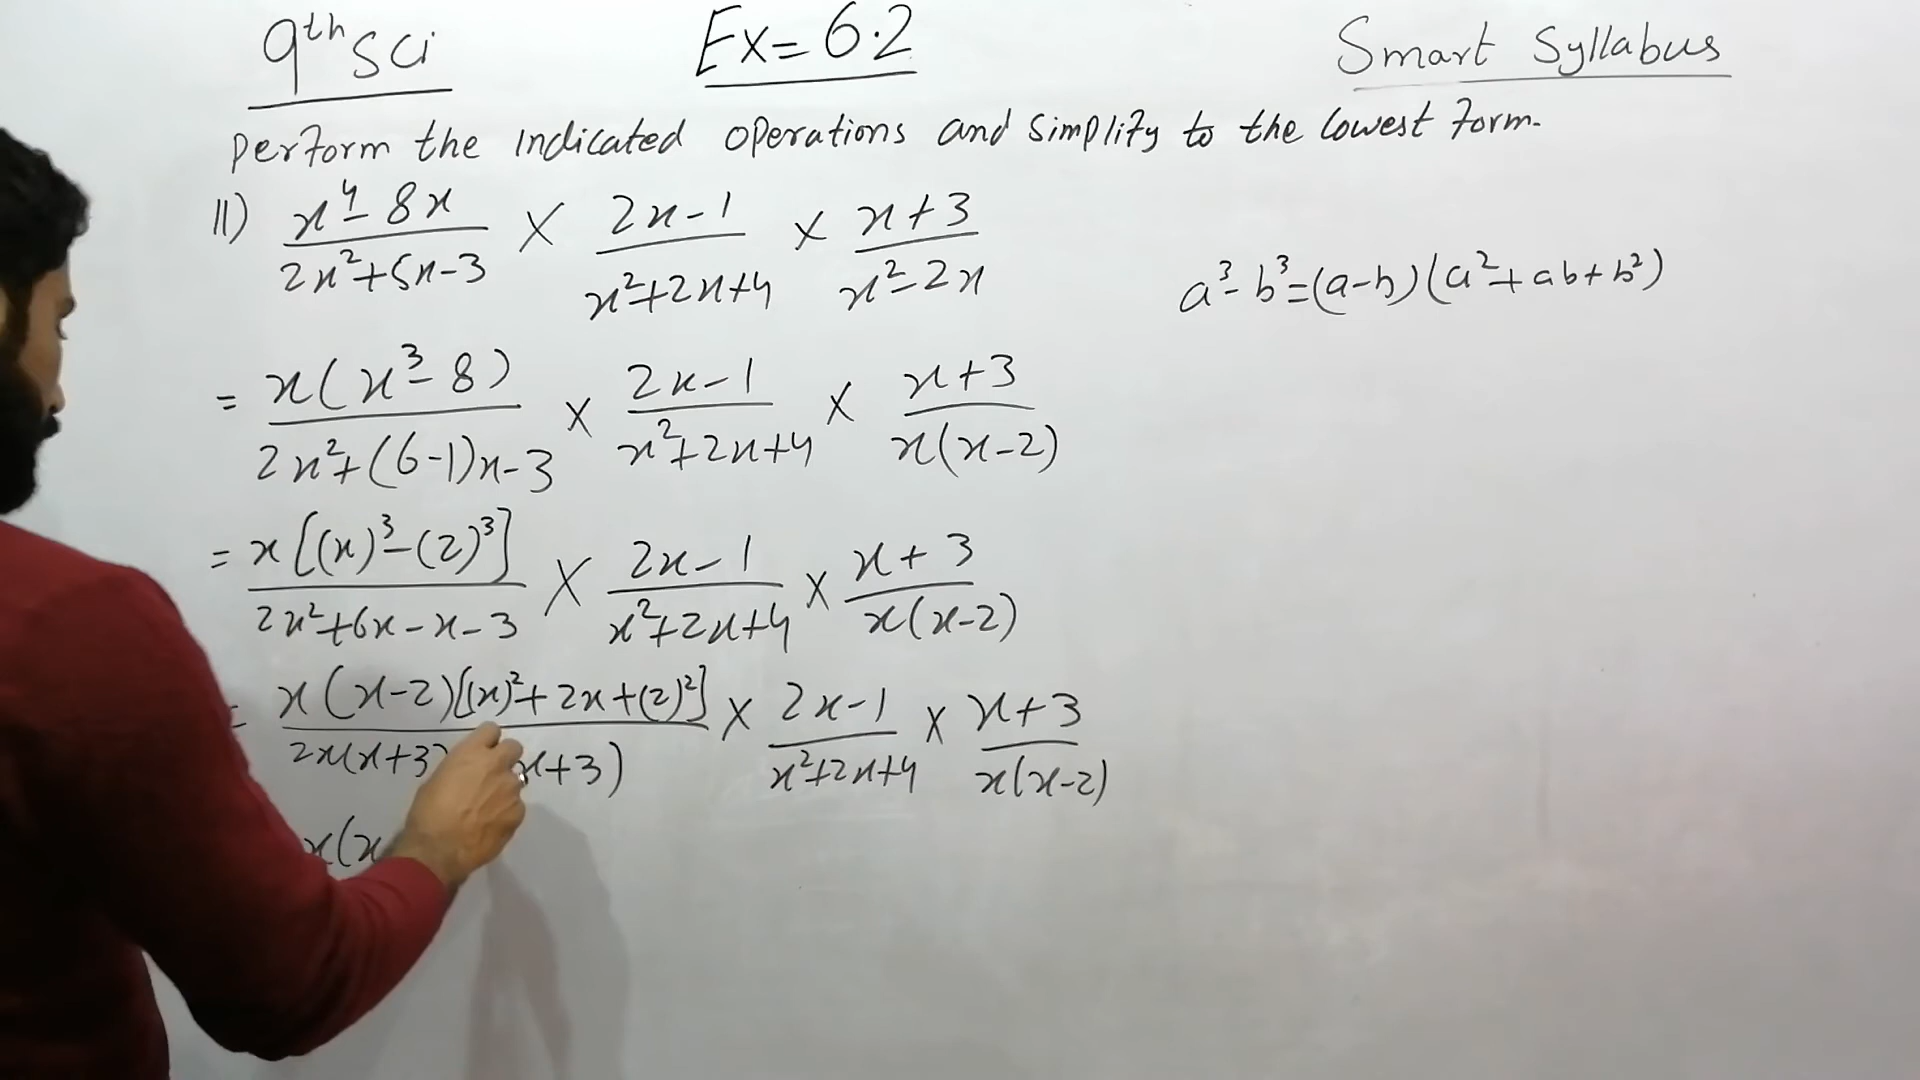 9th Sci Ex=6.2 Smart Syllabus
Perform the indicated operations and simplify to the lowest form.
11) x⁴-8x/2x²+5x-3 × 2x-1/x²+2x+4 × x+3/x²-2x
a³-b³=(a-b)(a²+ab+b²)
= x(x³-8)/2x²+(6-1)x-3 × 2x-1/x²+2x+4 × x+3/x(x-2)
= x[(x)³-(2)³]/2x²+6x-x-3 × 2x-1/x²+2x+4 × x+3/x(x-2)
= x(x-2)[(x)²+2x+(2)²]/2x(x+3) x+3) × 2x-1/x²+2x+4 × x+3/x(x-2)
x(x